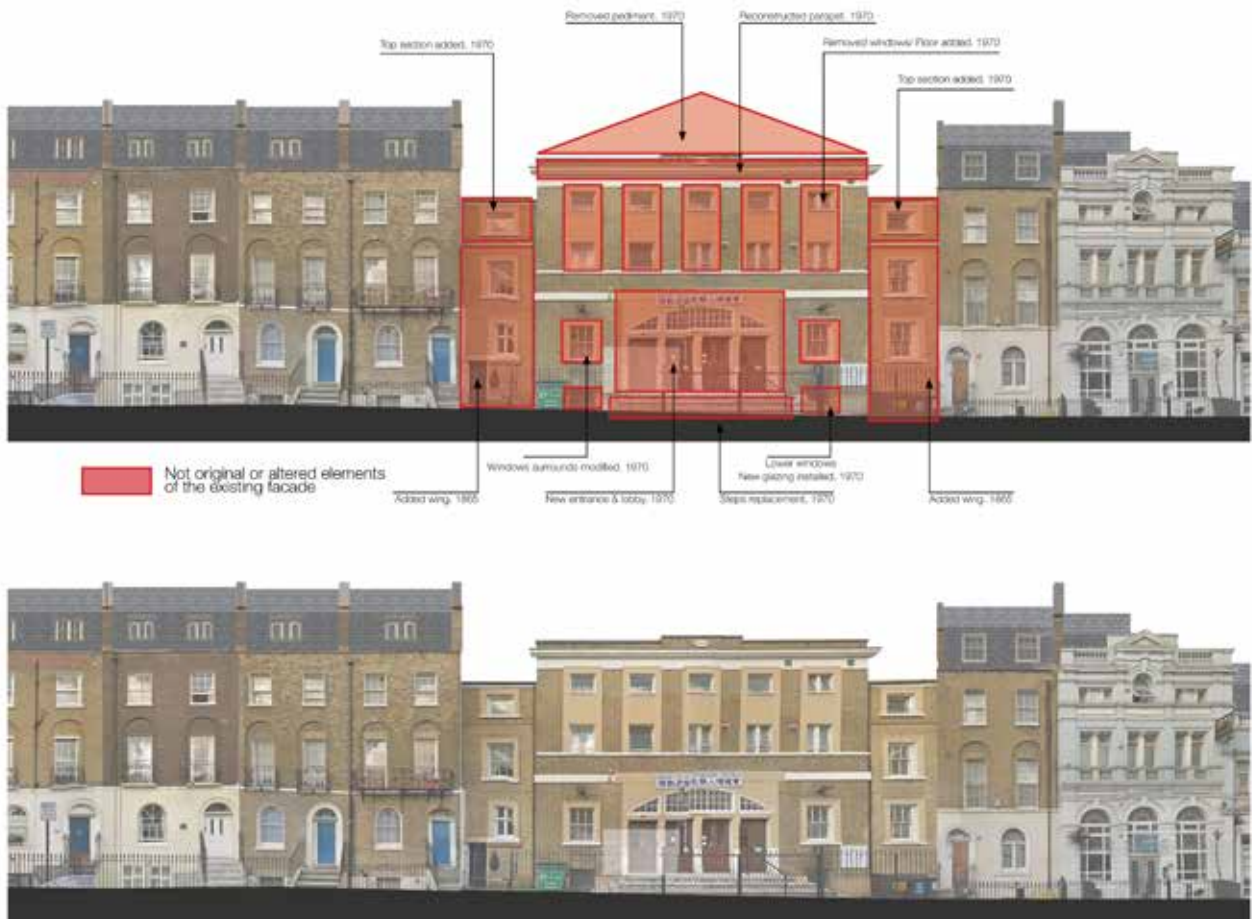 Removed pediment. 1970
Reconstructed parapet. 1970
Top section added. 1970
Removed windows/ Floor added. 1970
Top section added. 1970
Not original or altered elements
of the existing facade
Windows surrounds modified. 1970
Lower windows
New glazing installed. 1970
Added wing. 1865
New entrance & lobby. 1970
Steps replacement. 1970
Added wing. 1865